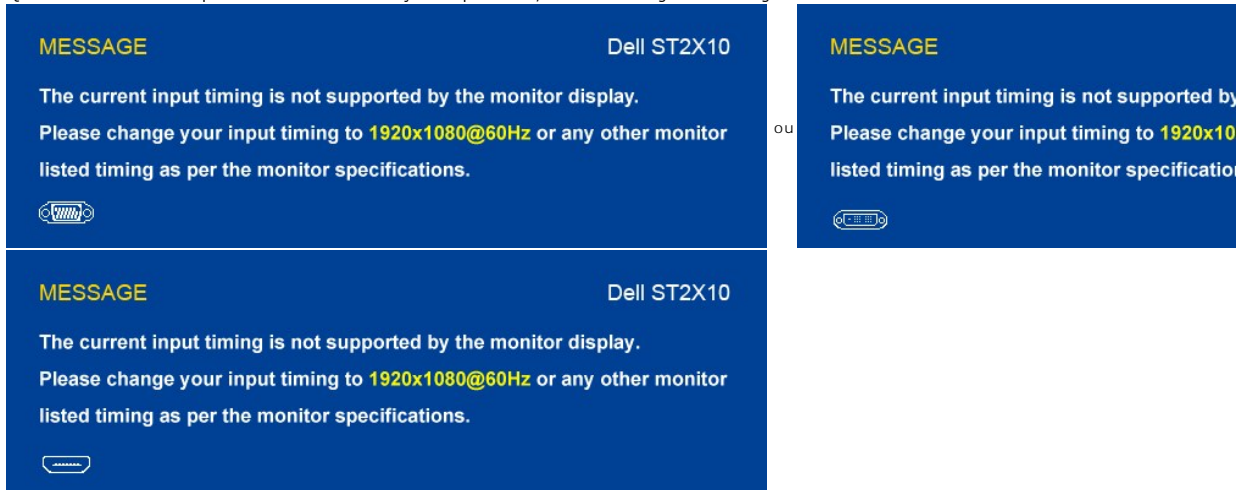 MESSAGE Dell ST2X10
The current input timing is not supported by the monitor display.
Please change your input timing to 1920x1080@60Hz or any other monitor
listed timing as per the monitor specifications.
ou
MESSAGE
The current input timing is not supported by
Please change your input timing to 1920x10
listed timing as per the monitor
MESSAGE Dell ST2X10
The current input timing is not supported by the monitor display.
Please change your input timing to 1920x1080@60Hz or any other monitor
listed timing as per the monitor specifications.